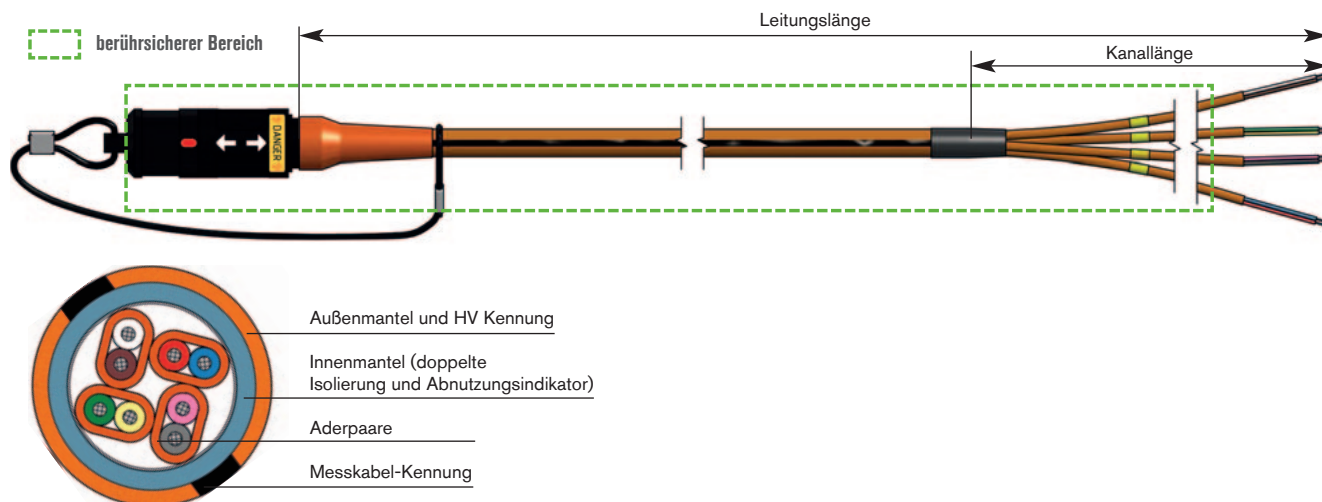 Leitungslänge
berührsicherer Bereich
Kanallänge
DANGER
Außenmantel und HV Kennung
Innenmantel (doppelte
Isolierung und Abnutzungsindikator)
Aderpaare
Messkabel-Kennung